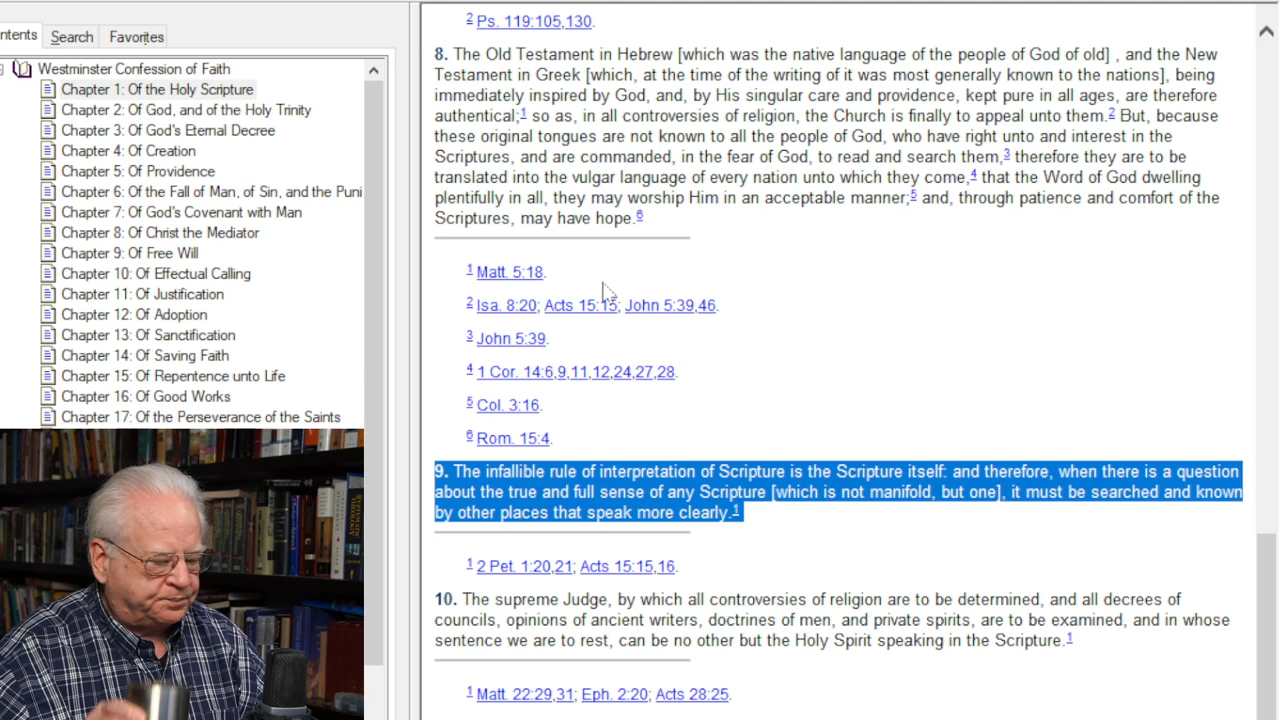 ntents
Search
Favorites
Westminster Confession of Faith
Chapter 1: Of the Holy Scripture
Chapter 2: Of God, and of the Holy Trinity
Chapter 3: Of God's Eternal Decree
Chapter 4: Of Creation
Chapter 5: Of Providence
Chapter 6: Of the Fall of Man, of Sin, and the Puni
Chapter 7: Of God's Covenant with Man
Chapter 8: Of Christ the Mediator
Chapter 9: Of Free Will
Chapter 10: Of Effectual Calling
Chapter 11: Of Justification
Chapter 12: Of Adoption
Chapter 13: Of Sanctification
Chapter 14: Of Saving Faith
Chapter 15: Of Repentence unto Life
Chapter 16: Of Good Works
Chapter 17: Of the Perseverance of the Saints
2 Ps. 119:105,130.
8. The Old Testament in Hebrew [which was the native language of the people of God of old] , and the New
Testament in Greek [which, at the time of the writing of it was most generally known to the nations], being
immediately inspired by God, and, by His singular care and providence, kept pure in all ages, are therefore
authentical;1 so as, in all controversies of religion, the Church is finally to appeal unto them.2 But, because
these original tongues are not known to all the people of God, who have right unto and interest in the
Scriptures, and are commanded, in the fear of God, to read and search them,3 therefore they are to be
translated into the vulgar language of every nation unto which they come,4 that the Word of God dwelling
plentifully in all, they may worship Him in an acceptable manner;5 and, through patience and comfort of the
Scriptures, may have hope.6
1 Matt. 5:18.
2 Isa. 8:20; Acts 15:15; John 5:39,46.
3 John 5:39.
4 1 Cor. 14:6,9,11,12,24,27,28.
5 Col. 3:16.
6 Rom. 15:4.
9. The infallible rule of interpretation of Scripture is the Scripture itself: and therefore, when there is a question
about the true and full sense of any Scripture [which is not manifold, but one], it must be searched and known
by other places that speak more clearly.1
1 2 Pet. 1:20,21; Acts 15:15,16.
10. The supreme Judge, by which all controversies of religion are to be determined, and all decrees of
councils, opinions of ancient writers, doctrines of men, and private spirits, are to be examined, and in whose
sentence we are to rest, can be no other but the Holy Spirit speaking in the Scripture.1
1 Matt. 22:29,31; Eph. 2:20; Acts 28:25.